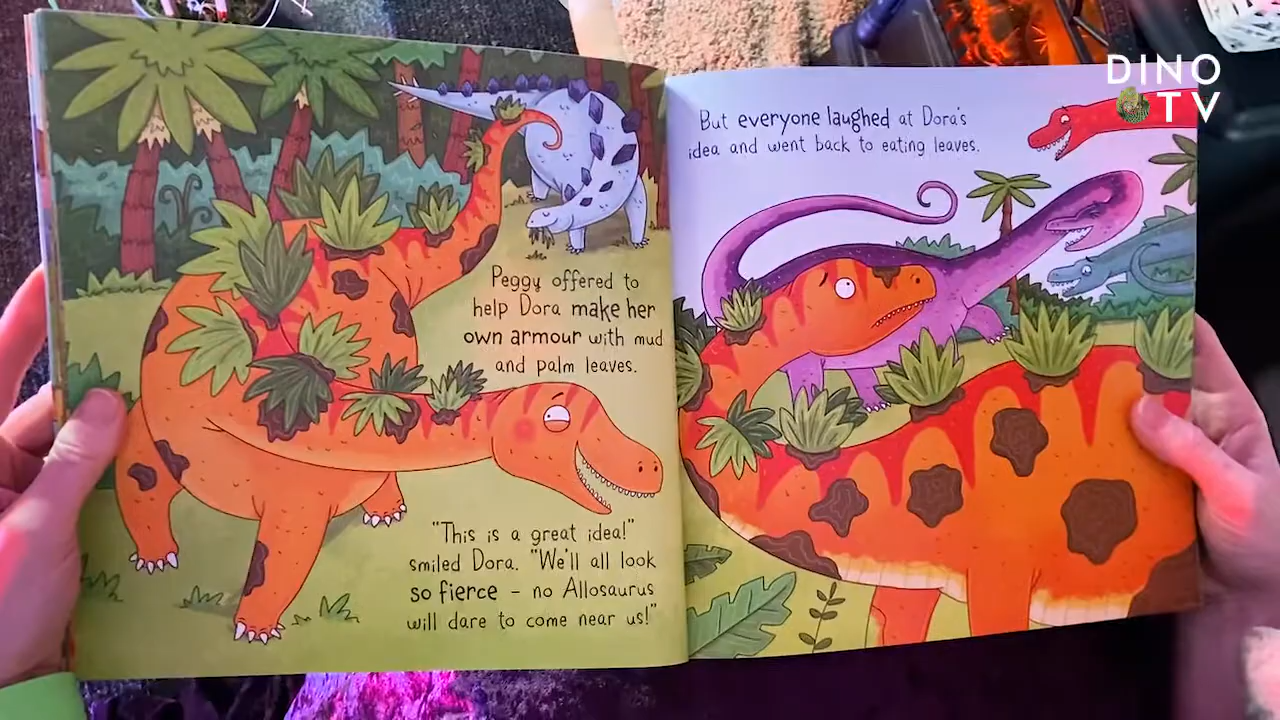 Peggy offered to
help Dora make her
own armour with mud
and palm leaves.
"This is a great idea!"
smiled Dora. "We'll all look
so fierce – no Allosaurus
will dare to come near us!"
But everyone laughed at Dora's
idea and went back to eating leaves.
DINO
TV